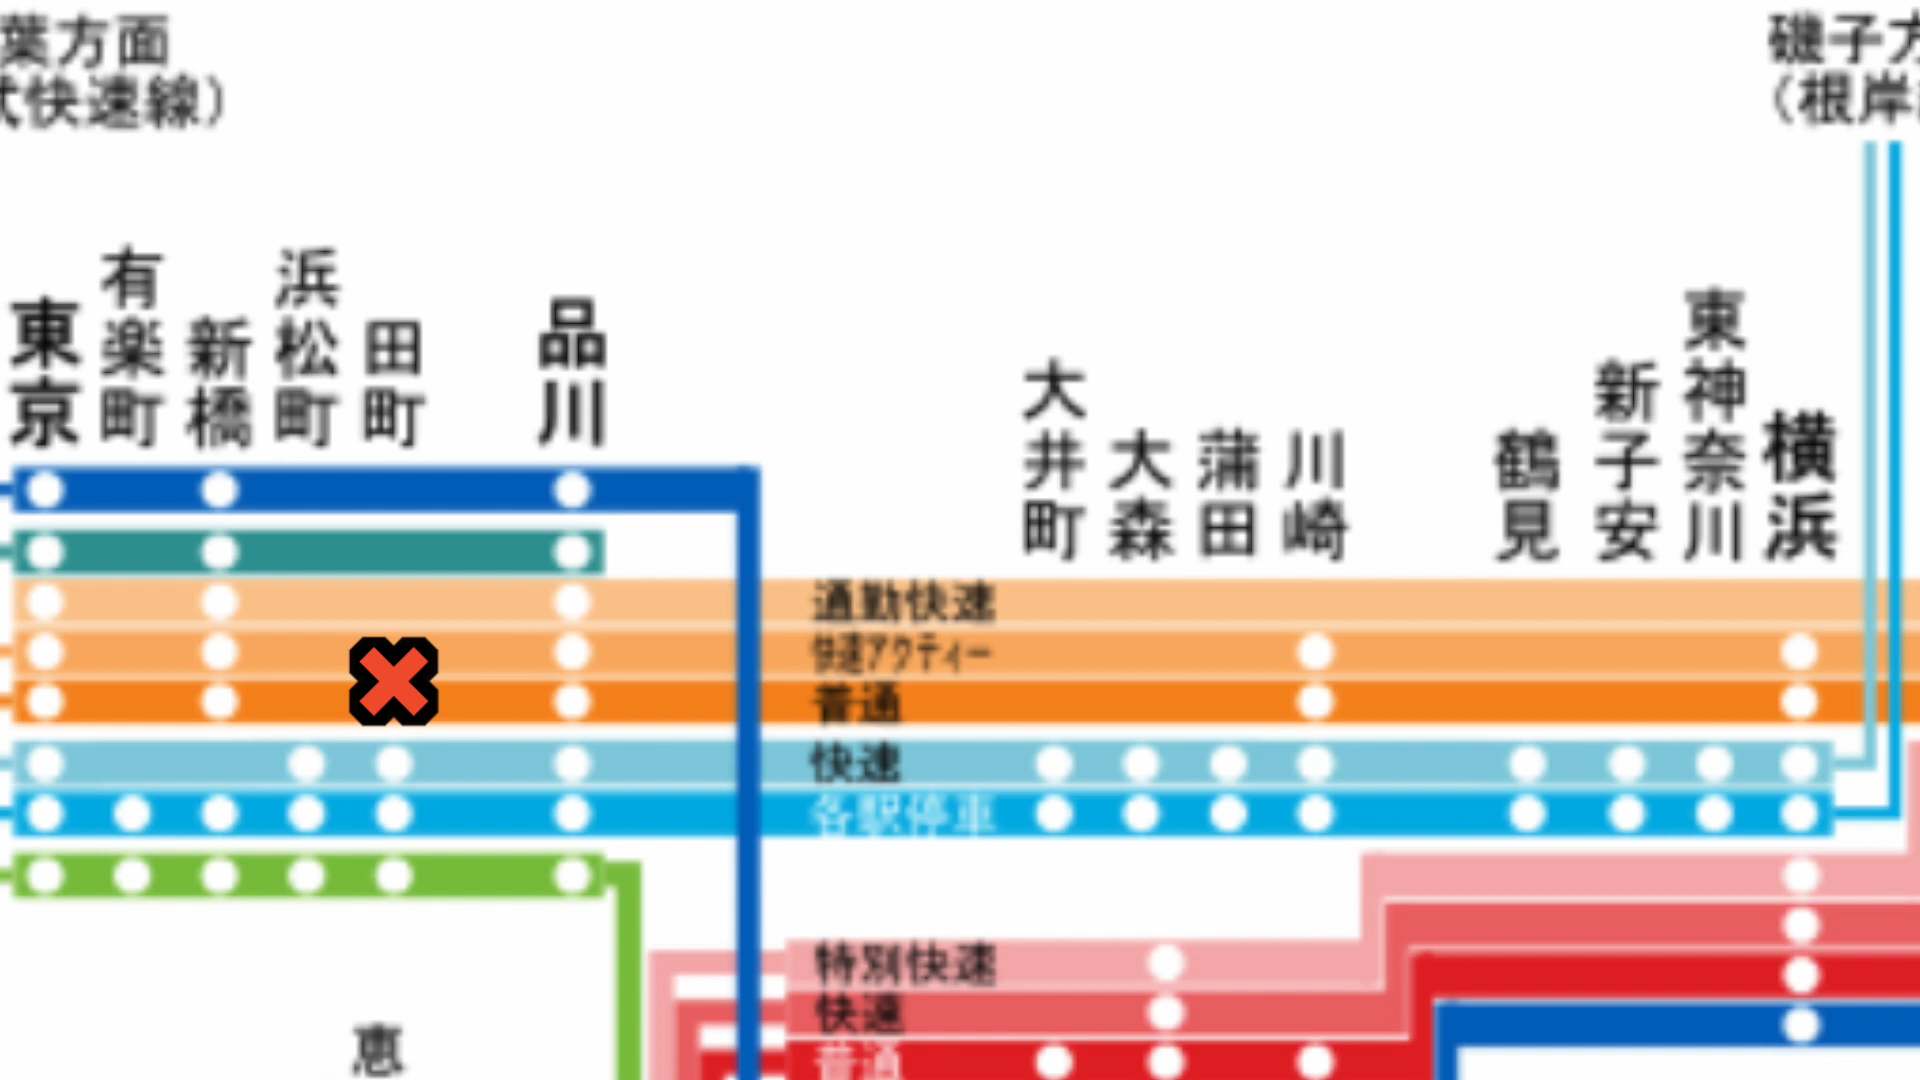 葉方面
式快速線）
磯子方
（根岸
東京
有楽町
新橋
浜松町
田町
品川
大井町
大森
蒲田
川崎
鶴見
新子安
東神奈川
横浜
通勤快速
快速アクティー
普通
快速
各駅停車
特別快速
快速
普通
恵